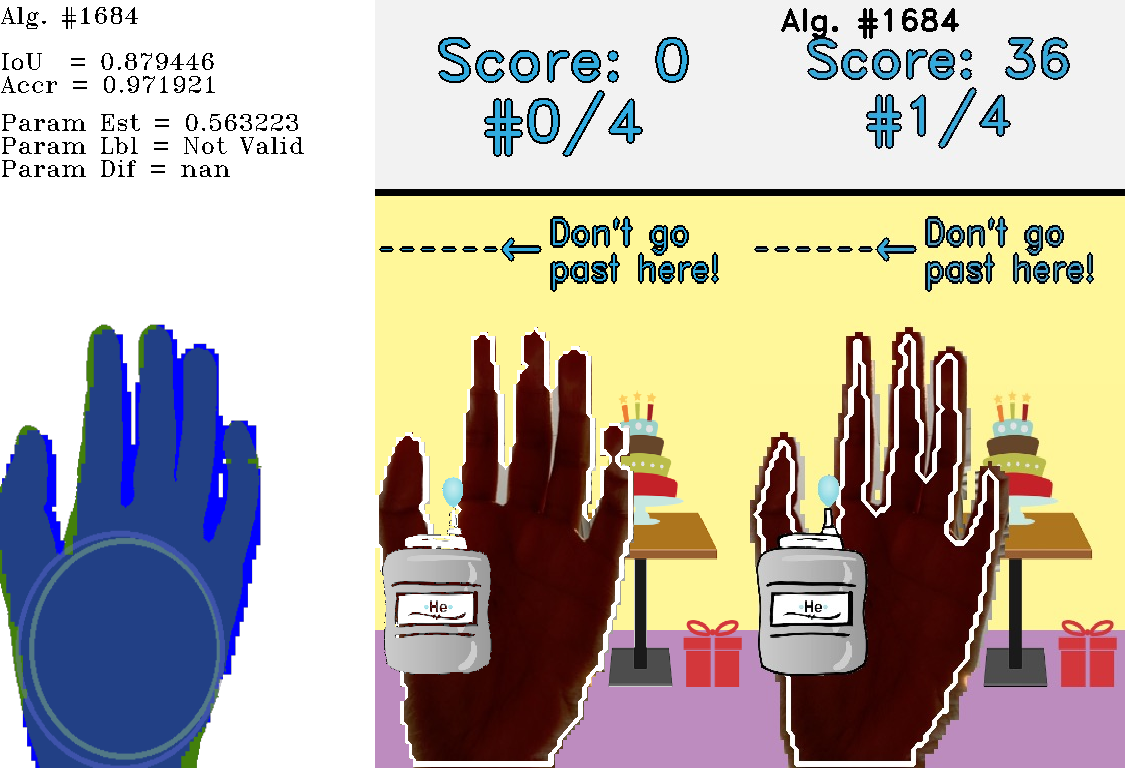 Alg. #1684
IoU = 0.879446
Accr = 0.971921
Param Est = 0.563223
Param Lbl = Not Valid
Param Dif = nan
Score: 0
#0/4
Don't go
past here!
He
Alg. #1684
Score: 36
#1/4
Don't go
past here!
He